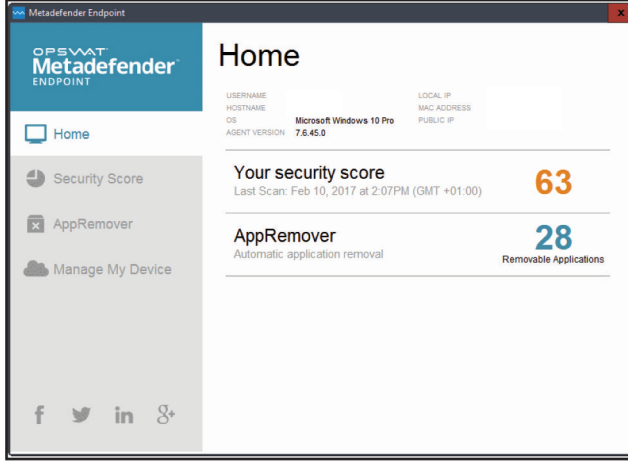 Metadefender Endpoint
OPSWAT
Metadefender
ENDPOINT
Home
Security Score
AppRemover
Manage My Device
Home
USERNAME
HOSTNAME
OS Microsoft Windows 10 Pro
AGENT VERSION 7.6.45.0
LOCAL IP
MAC ADDRESS
PUBLIC IP
Your security score
Last Scan: Feb 10, 2017 at 2:07PM (GMT +01:00)
63
AppRemover
Automatic application removal
28
Removable Applications